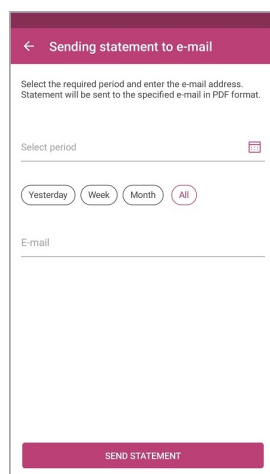 Sending statement to e-mail
Select the required period and enter the e-mail address.
Statement will be sent to the specified e-mail in PDF format.
Select period
Yesterday Week Month All
E-mail
SEND STATEMENT